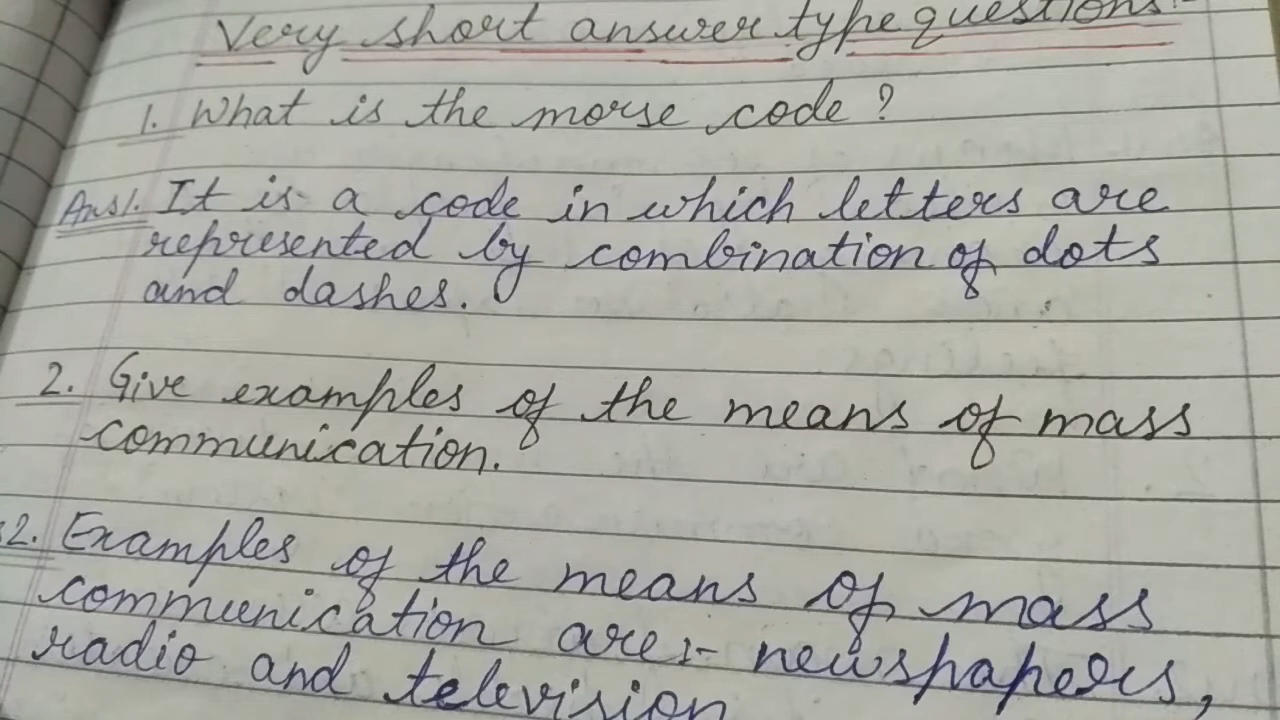 Very short answer type questions:-
1. What is the morse code ?
Ans1. It is a code in which letters are
represented by combination of dots
and dashes.
2. Give examples of the means of mass
communication.
s2. Examples of the means of mass
communication are:- newspapers,
radio and television